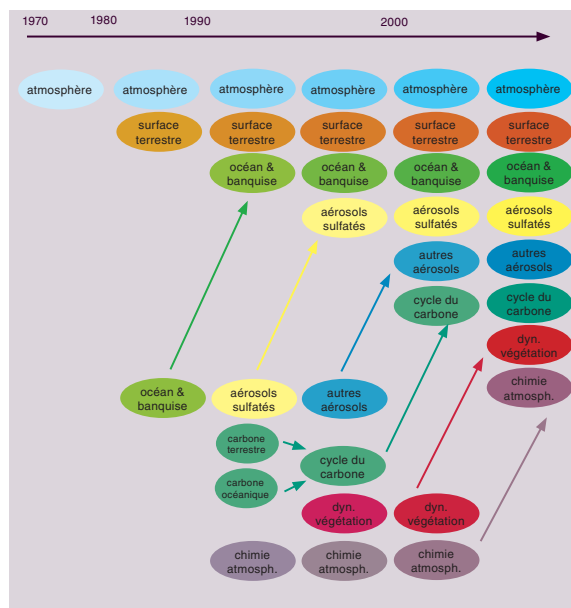 1970 1980 1990 2000
atmosphère atmosphère atmosphère atmosphère atmosphère atmosphère
surface surface surface surface surface
terrestre terrestre terrestre terrestre terrestre
océan & océan & océan & océan &
banquise banquise banquise banquise
aérosols aérosols aérosols
sulfatés sulfatés sulfatés
autres autres
aérosols aérosols
cycle du cycle du
carbone carbone
dyn.
végétation
chimie
atmosph.
océan & aérosols autres
banquise sulfatés aérosols
carbone
terrestre
cycle du
carbone
carbone
océanique
dyn. dyn.
végétation végétation
chimie chimie chimie
atmosph. atmosph. atmosph.